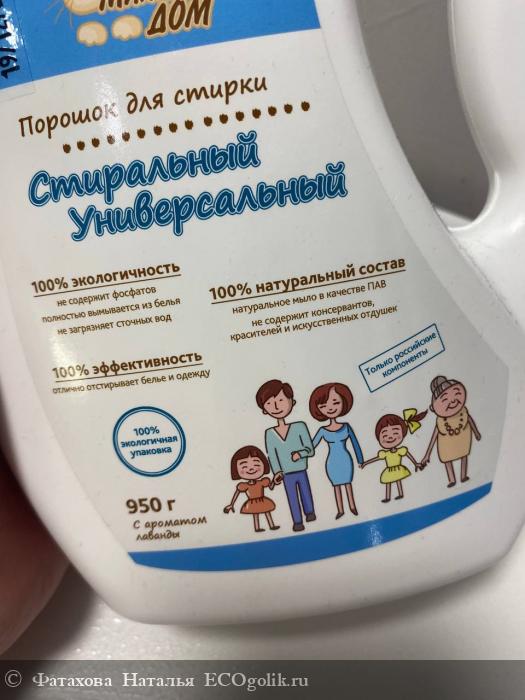 ДОМ
Порошок для стирки
Стиральный
Универсальный
100% экологичность
не содержит фосфатов
полностью вымывается из белья
не загрязняет сточных вод
100% натуральный состав
натуральное мыло в качестве ПАВ
не содержит консервантов,
красителей и искусственных отдушек
100% эффективность
отлично отстирывает белье и одежду
Только российские
компоненты
100%
экологичная
упаковка
950 г
С ароматом
лаванды
© Фатахова Наталья ECOgolik.ru